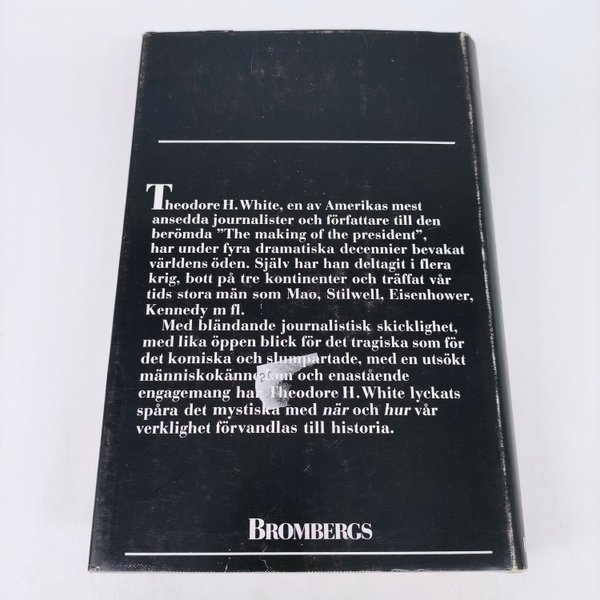 Theodore H. White, en av Amerikas mest
ansedda journalister och författare till den
berömda ”The making of the president”,
har under fyra dramatiska decennier bevakat
världens öden. Själv har han deltagit i flera
krig, bott på tre kontinenter och träffat vår
tids stora män som Mao, Stilwell, Eisenhower,
Kennedy m fl.
Med bländande journalistisk skicklighet,
med lika öppen blick för det tragiska som för
det komiska och slumpartade, med en utsökt
människokännedom och enastående
engagemang har Theodore H. White lyckats
spåra det mystiska med när och hur vår
verklighet förvandlas till historia.
BROMBERGS